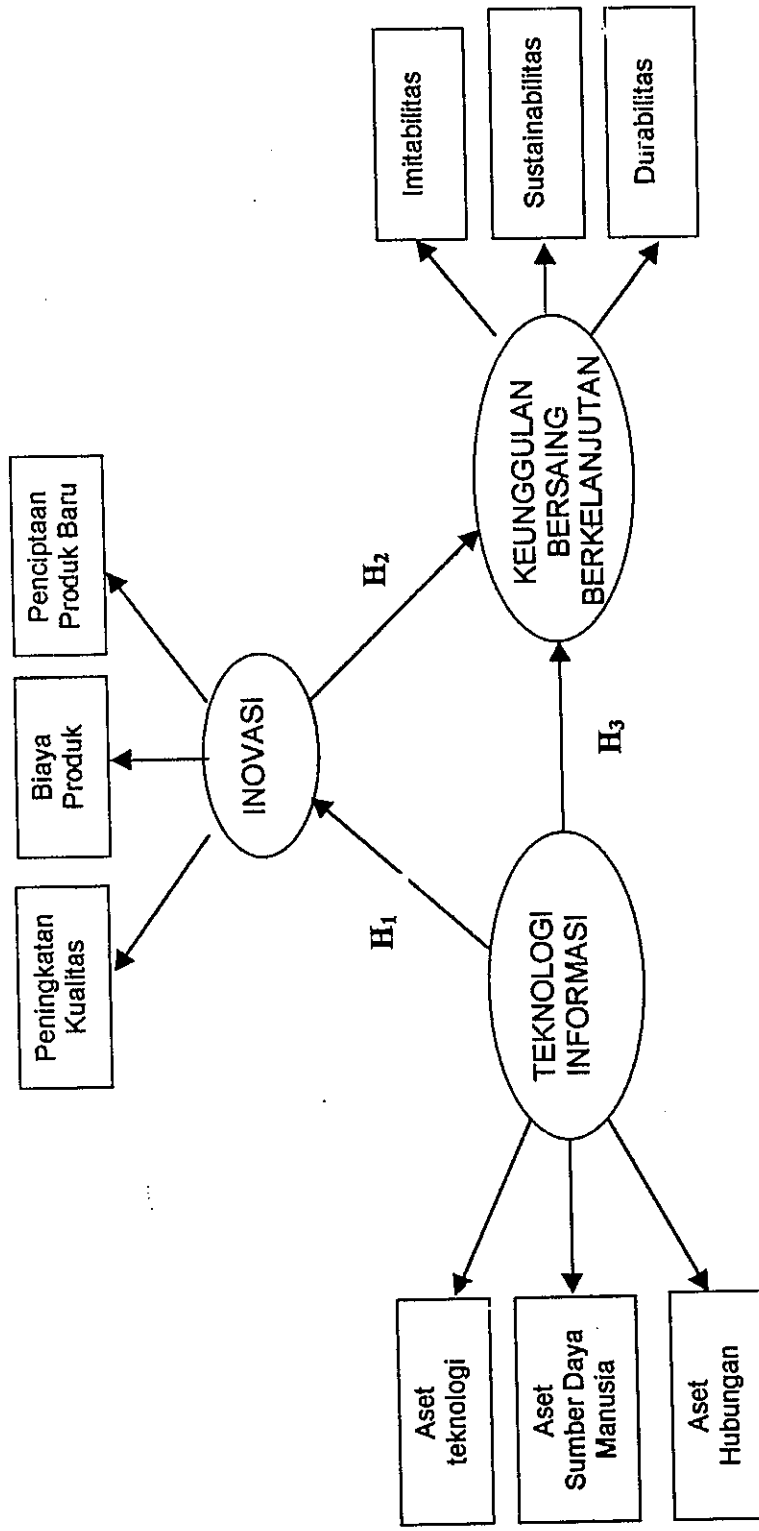 Peningkatan
Kualitas
Biaya
Produk
Penciptaan
Produk Baru
INOVASI
H₁
H₂
Aset
teknologi
Aset
Sumber Daya
Manusia
Aset
Hubungan
TEKNOLOGI
INFORMASI
H₃
KEUNGGULAN
BERSAING
BERKELANJUTAN
Imitabilitas
Sustainabilitas
Durabilitas